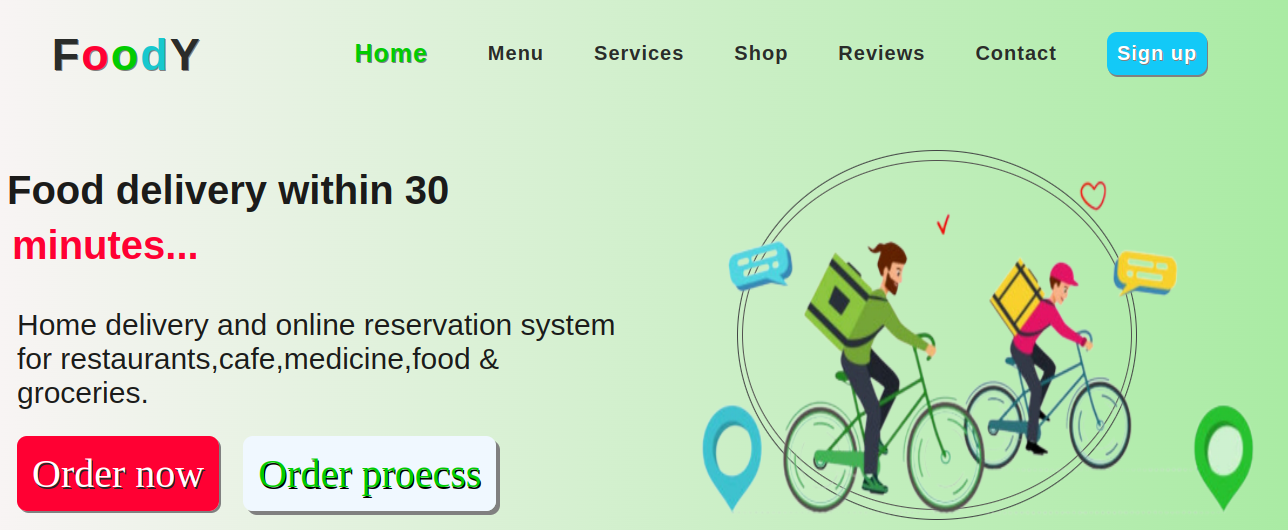 FoodY
Home Menu Services Shop Reviews Contact Sign up
Food delivery within 30
minutes...
Home delivery and online reservation system
for restaurants,cafe,medicine,food &
groceries.
Order now Order proecss